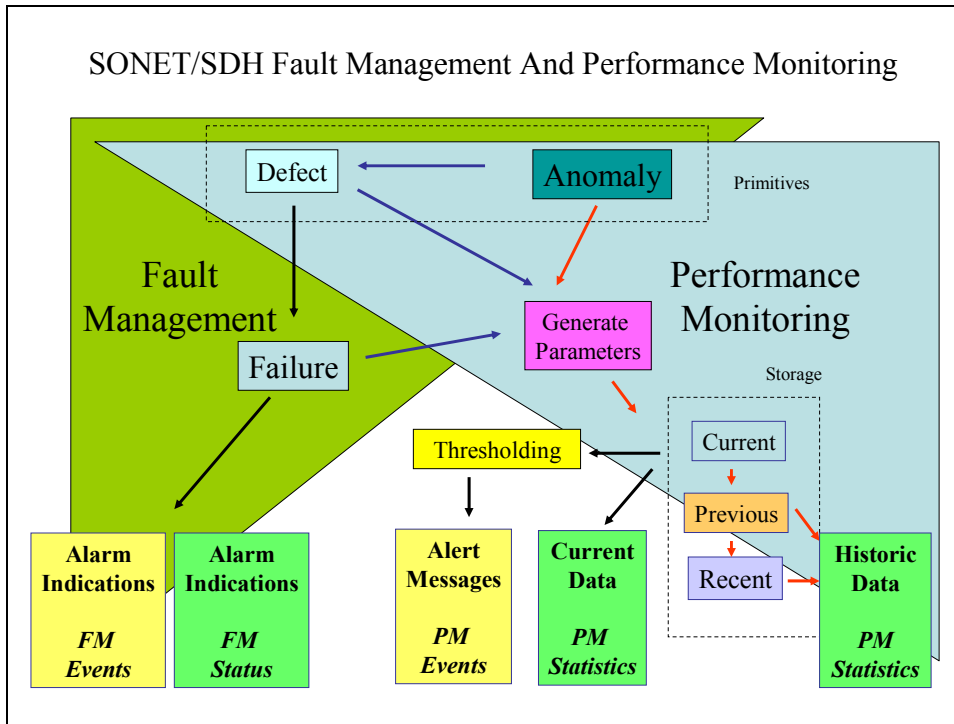 SONET/SDH Fault Management And Performance Monitoring
Defect
Anomaly
Primitives
Fault
Management
Performance
Monitoring
Generate
Parameters
Failure
Storage
Thresholding
Current
Previous
Recent
Alarm
Indications
FM
Events
Alarm
Indications
FM
Status
Alert
Messages
PM
Events
Current
Data
PM
Statistics
Historic
Data
PM
Statistics